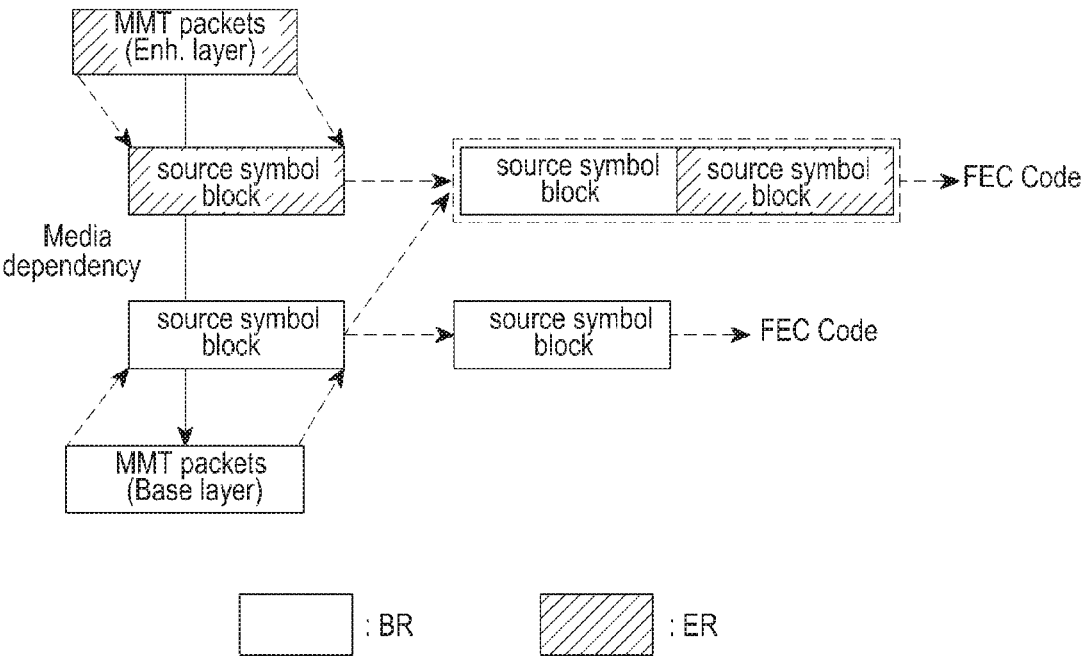 MMT packets
(Enh. layer)
source symbol
block
source symbol
block
source symbol
block
FEC Code
Media
dependency
source symbol
block
source symbol
block
FEC Code
MMT packets
(Base layer)
: BR
: ER